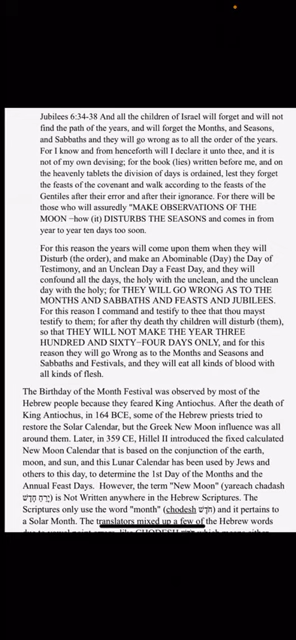 Jubilees 6:34-38 And all the children of Israel will forget and will not
find the path of the years, and will forget the Months, and Seasons,
and Sabbaths and they will go wrong as to all the order of the years.
For I know and from henceforth will I declare it unto thee, and it is
not of my own devising; for the book (lies) written before me, and on
the heavenly tablets the division of days is ordained, lest they forget
the feasts of the covenant and walk according to the feasts of the
Gentiles after their error and after their ignorance. For there will be
those who will assuredly "MAKE OBSERVATIONS OF THE
MOON –how (it) DISTURBS THE SEASONS and comes in from
year to year ten days too soon.
For this reason the years will come upon them when they will
Disturb (the order), and make an Abominable (Day) the Day of
Testimony, and an Unclean Day a Feast Day, and they will
confound all the days, the holy with the unclean, and the unclean
day with the holy; for THEY WILL GO WRONG AS TO THE
MONTHS AND SABBATHS AND FEASTS AND JUBILEES.
For this reason I command and testify to thee that thou mayst
testify to them; for after thy death thy children will disturb (them),
so that THEY WILL NOT MAKE THE YEAR THREE
HUNDRED AND SIXTY–FOUR DAYS ONLY, and for this
reason they will go Wrong as to the Months and Seasons and
Sabbaths and Festivals, and they will eat all kinds of blood with
all kinds of flesh.
The Birthday of the Month Festival was observed by most of the
Hebrew people because they feared King Antiochus. After the death of
King Antiochus, in 164 BCE, some of the Hebrew priests tried to
restore the Solar Calendar, but the Greek New Moon influence was all
around them. Later, in 359 CE, Hillel II introduced the fixed calculated
New Moon Calendar that is based on the conjunction of the earth,
moon, and sun, and this Lunar Calendar has been used by Jews and
others to this day, to determine the 1st Day of the Months and the
Annual Feast Days. However, the term "New Moon" (yareach chadash
) is Not Written anywhere in the Hebrew Scriptures. The
Scriptures only use the word "month" (chodesh חדש) and it pertains to
a Solar Month. The translators mixed up a few of the Hebrew words